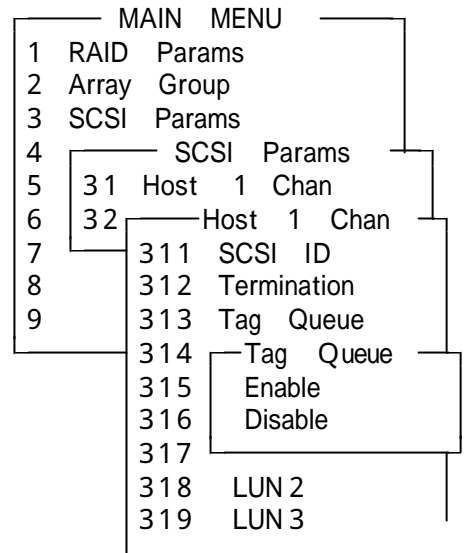 MAIN MENU
1 RAID Params
2 Array Group
3 SCSI Params
4 SCSI Params
5 31 Host 1 Chan
6 32 Host 1 Chan
7 311 SCSI ID
8 312 Termination
9 313 Tag Queue
314 Tag Queue
315 Enable
316 Disable
317
318 LUN 2
319 LUN 3